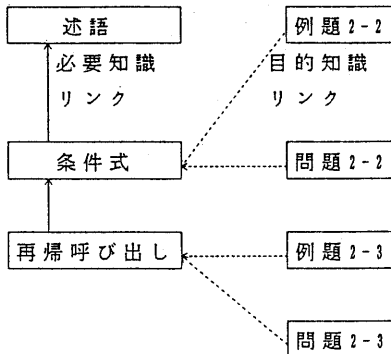 述語
例題2-2
必要知識
リンク
目的知識
リンク
条件式
問題2-2
再帰呼び出し
例題2-3
問題2-3